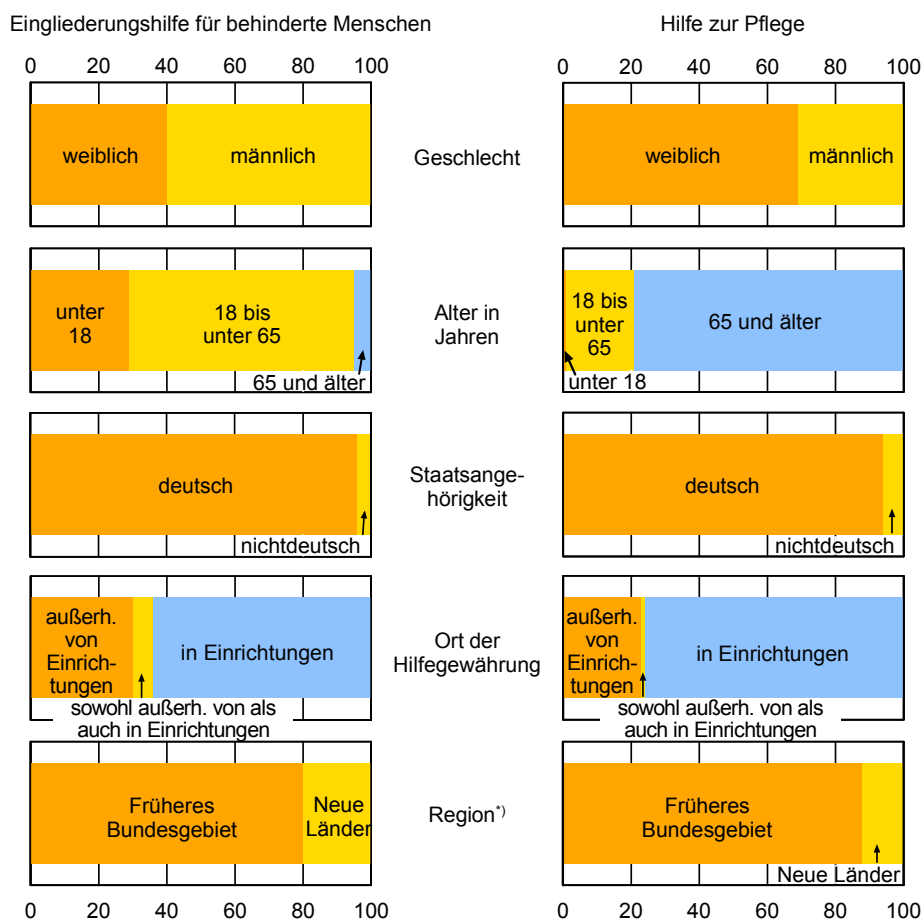 Eingliederungshilfe für behinderte Menschen
Hilfe zur Pflege
0 20 40 60 80 100
0 20 40 60 80 100
weiblich
männlich
Geschlecht
weiblich
männlich
unter
18
18 bis
unter 65
65 und älter
Alter in
Jahren
18 bis
unter
65
65 und älter
unter 18
deutsch
nichtdeutsch
Staatsange-
hörigkeit
deutsch
nichtdeutsch
außerh.
von
Einrich-
tungen
in Einrichtungen
sowohl außerh. von als
auch in Einrichtungen
Ort der
Hilfegewährung
außerh.
von
Einrich-
tungen
in Einrichtungen
sowohl außerh. von als
auch in Einrichtungen
Früheres
Bundesgebiet
Neue
Länder
Region*)
Früheres
Bundesgebiet
Neue Länder
0 20 40 60 80 100
0 20 40 60 80 100